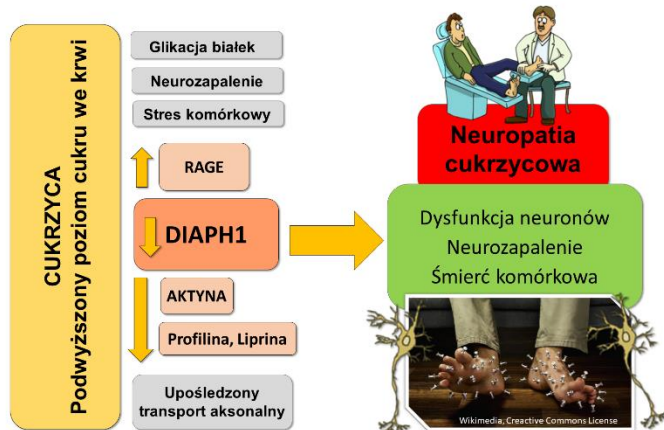 CUKRZYCA
Podwyższony poziom cukru we krwi
Glikacja białek
Neurozapalenie
Stres komórkowy
RAGE
DIAPH1
AKTYNA
Profilina, Liprina
Upośledzony
transport aksonalny
Neuropatia
cukrzycowa
Dysfunkcja neuronów
Neurozapalenie
Śmierć komórkowa
Wikimedia, Creactive Commons License